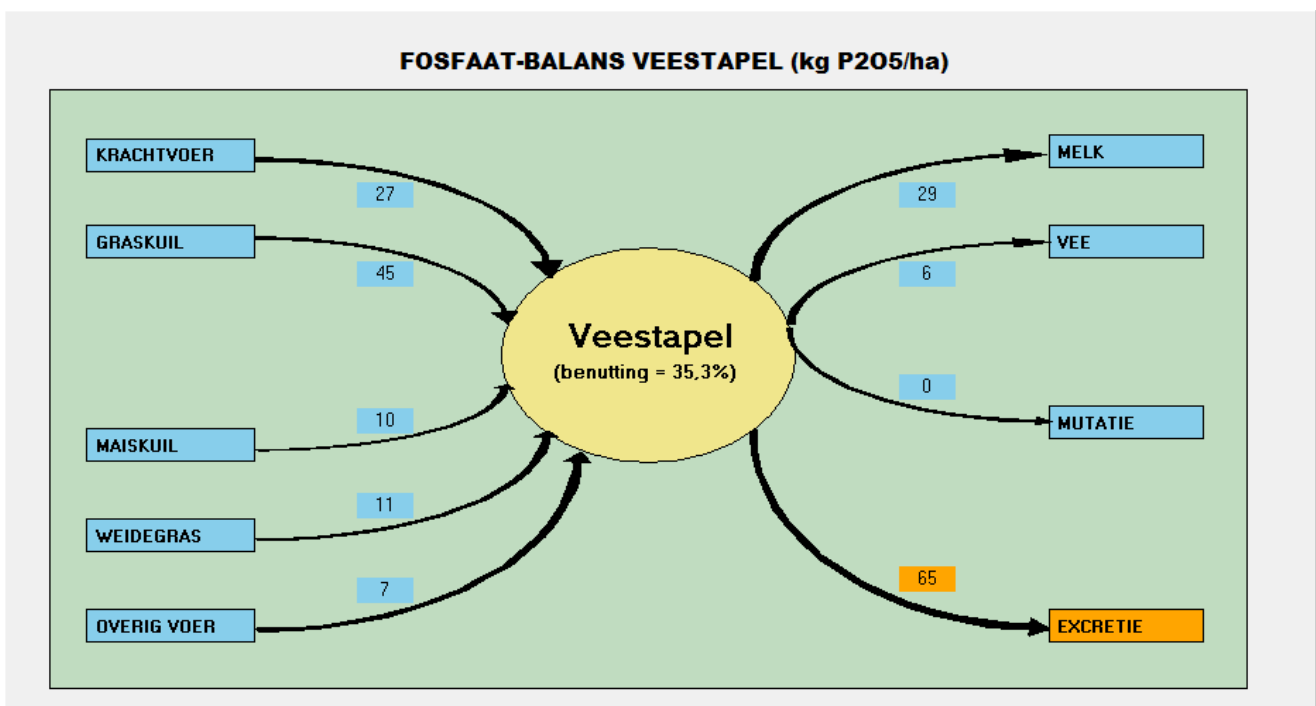 FOSFAAT-BALANS VEESTAPEL (kg P2O5/ha)
KRACHTVOER
27
GRASKUIL
45
MAISKUIL
10
WEIDEGRAS
11
OVERIG VOER
7
Veestapel
(benutting = 35,3%)
MELK
29
VEE
6
MUTATIE
0
EXCRETIE
65